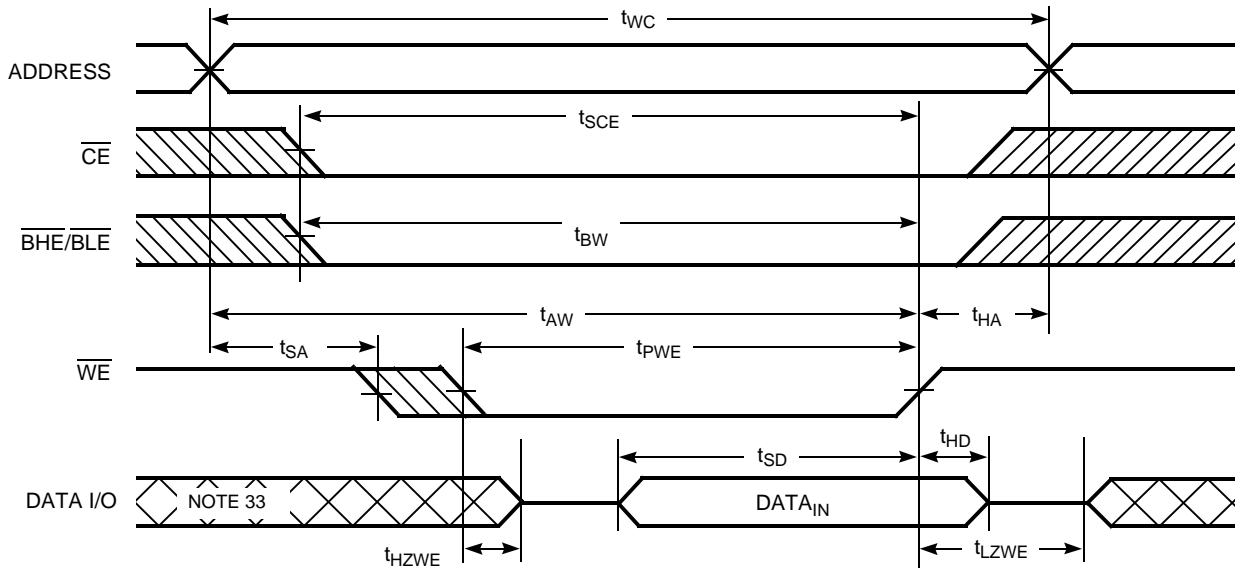 tWC
ADDRESS
tSCE
CE
BHE/BLE
tBW
tAW
tHA
tSA
tPWE
WE
tHD
tSD
DATA I/O
NOTE 33
DATAIN
tHZWE
tLZWE